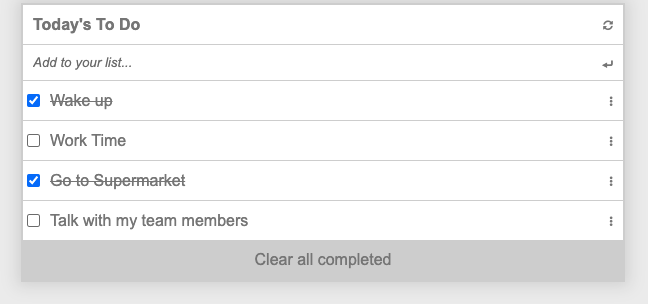 Today's To Do
Add to your list...
Wake up
Work Time
Go to Supermarket
Talk with my team members
Clear all completed